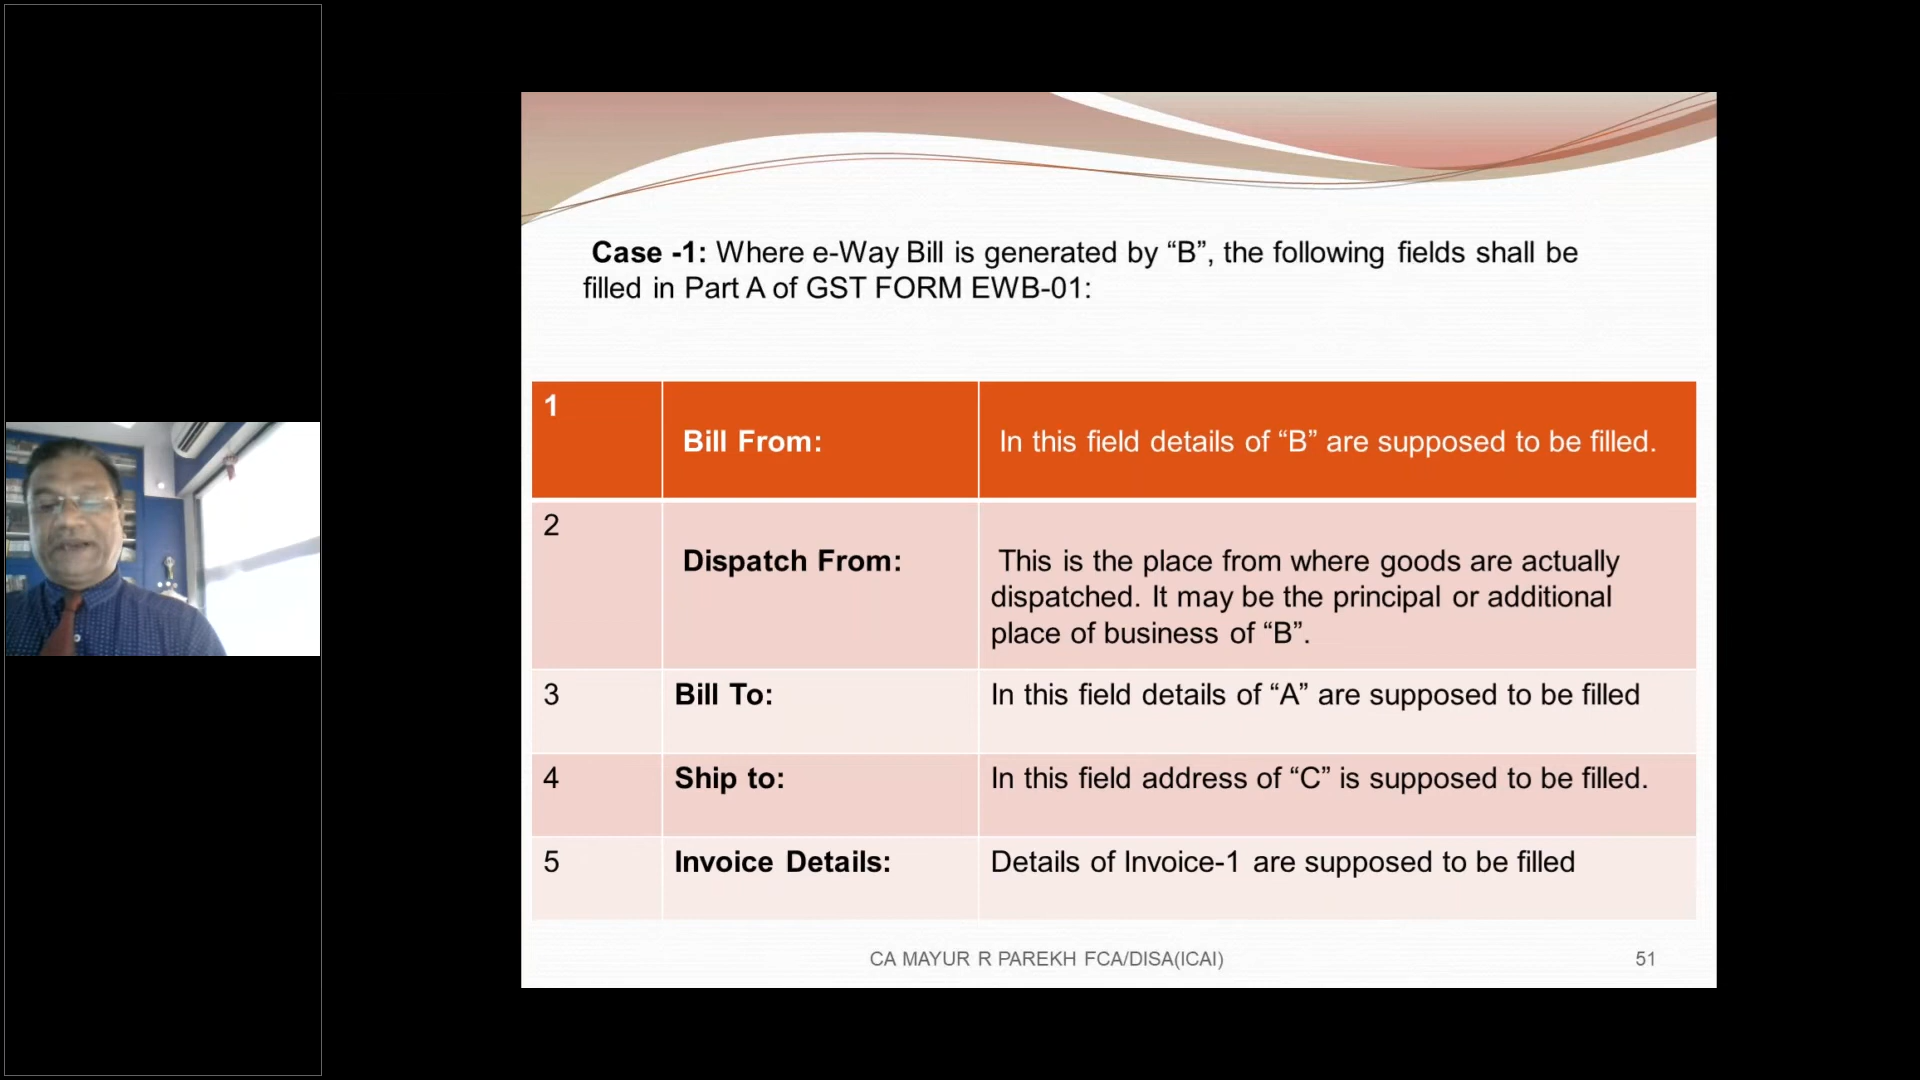 Case -1: Where e-Way Bill is generated by “B”, the following fields shall be
filled in Part A of GST FORM EWB-01:
1
Bill From:
In this field details of “B” are supposed to be filled.
2
Dispatch From:
This is the place from where goods are actually
dispatched. It may be the principal or additional
place of business of “B”.
3
Bill To:
In this field details of “A” are supposed to be filled
4
Ship to:
In this field address of “C” is supposed to be filled.
5
Invoice Details:
Details of Invoice-1 are supposed to be filled
CA MAYUR R PAREKH FCA/DISA(ICAI)
51